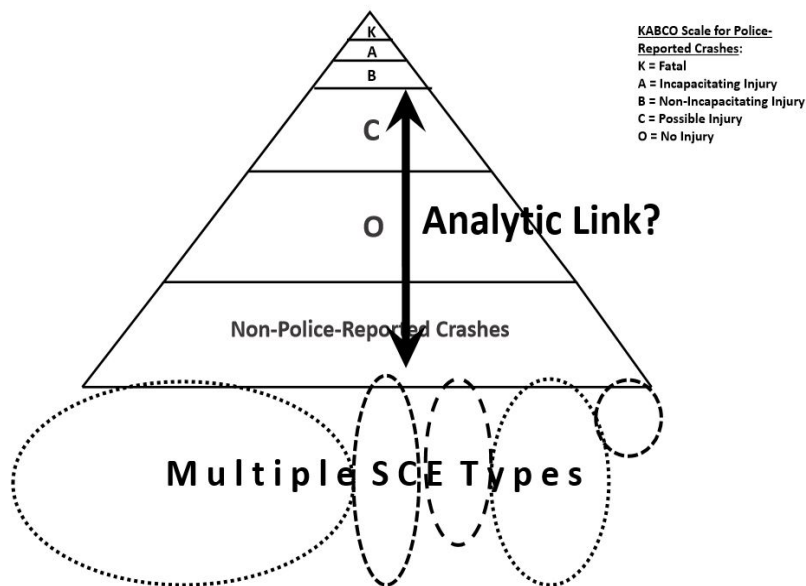 K
A
B
C
O
Analytic Link?
Non-Police-Reported Crashes
Multiple SCE Types
KABCO Scale for Police-
Reported Crashes:
K = Fatal
A = Incapacitating Injury
B = Non-Incapacitating Injury
C = Possible Injury
O = No Injury